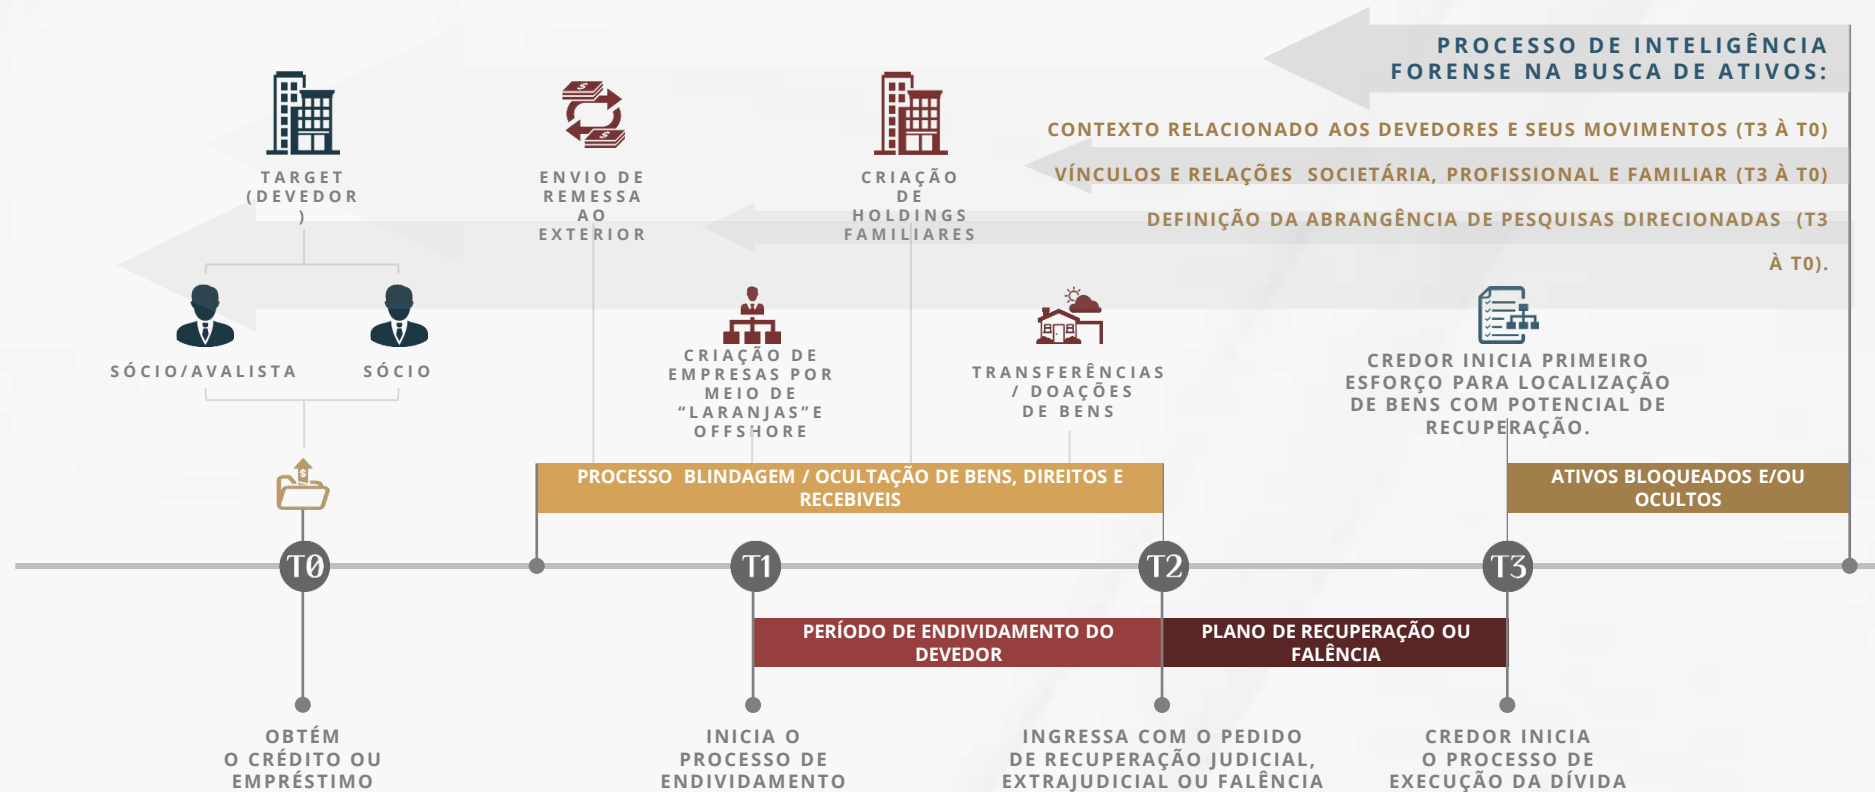 PROCESSO DE INTELIGÊNCIA
FORENSE NA BUSCA DE ATIVOS:
CONTEXTO RELACIONADO AOS DEVEDORES E SEUS MOVIMENTOS (T3 À T0)
VÍNCULOS E RELAÇÕES SOCIETÁRIA, PROFISSIONAL E FAMILIAR (T3 À T0)
DEFINIÇÃO DA ABRANGÊNCIA DE PESQUISAS DIRECIONADAS (T3
À T0).
TARGET
(DEVEDOR
)
ENVIO DE
REMESSA
AO
EXTERIOR
CRIAÇÃO
DE
HOLDINGS
FAMILIARES
SÓCIO/AVALISTA
SÓCIO
CRIAÇÃO DE
EMPRESAS POR
MEIO DE
“LARANJAS”E
OFFSHORE
TRANSFERÊNCIAS
/ DOAÇÕES
DE BENS
CREDOR INICIA PRIMEIRO
ESFORÇO PARA LOCALIZAÇÃO
DE BENS COM POTENCIAL DE
RECUPERAÇÃO.
PROCESSO BLINDAGEM / OCULTAÇÃO DE BENS, DIREITOS E
RECEBIVEIS
ATIVOS BLOQUEADOS E/OU
OCULTOS
T0
T1
T2
T3
PERÍODO DE ENDIVIDAMENTO DO
DEVEDOR
PLANO DE RECUPERAÇÃO OU
FALÊNCIA
OBTÉM
O CRÉDITO OU
EMPRÉSTIMO
INICIA O
PROCESSO DE
ENDIVIDAMENTO
INGRESSA COM O PEDIDO
DE RECUPERAÇÃO JUDICIAL,
EXTRAJUDICIAL OU FALÊNCIA
CREDOR INICIA
O PROCESSO DE
EXECUÇÃO DA DÍVIDA